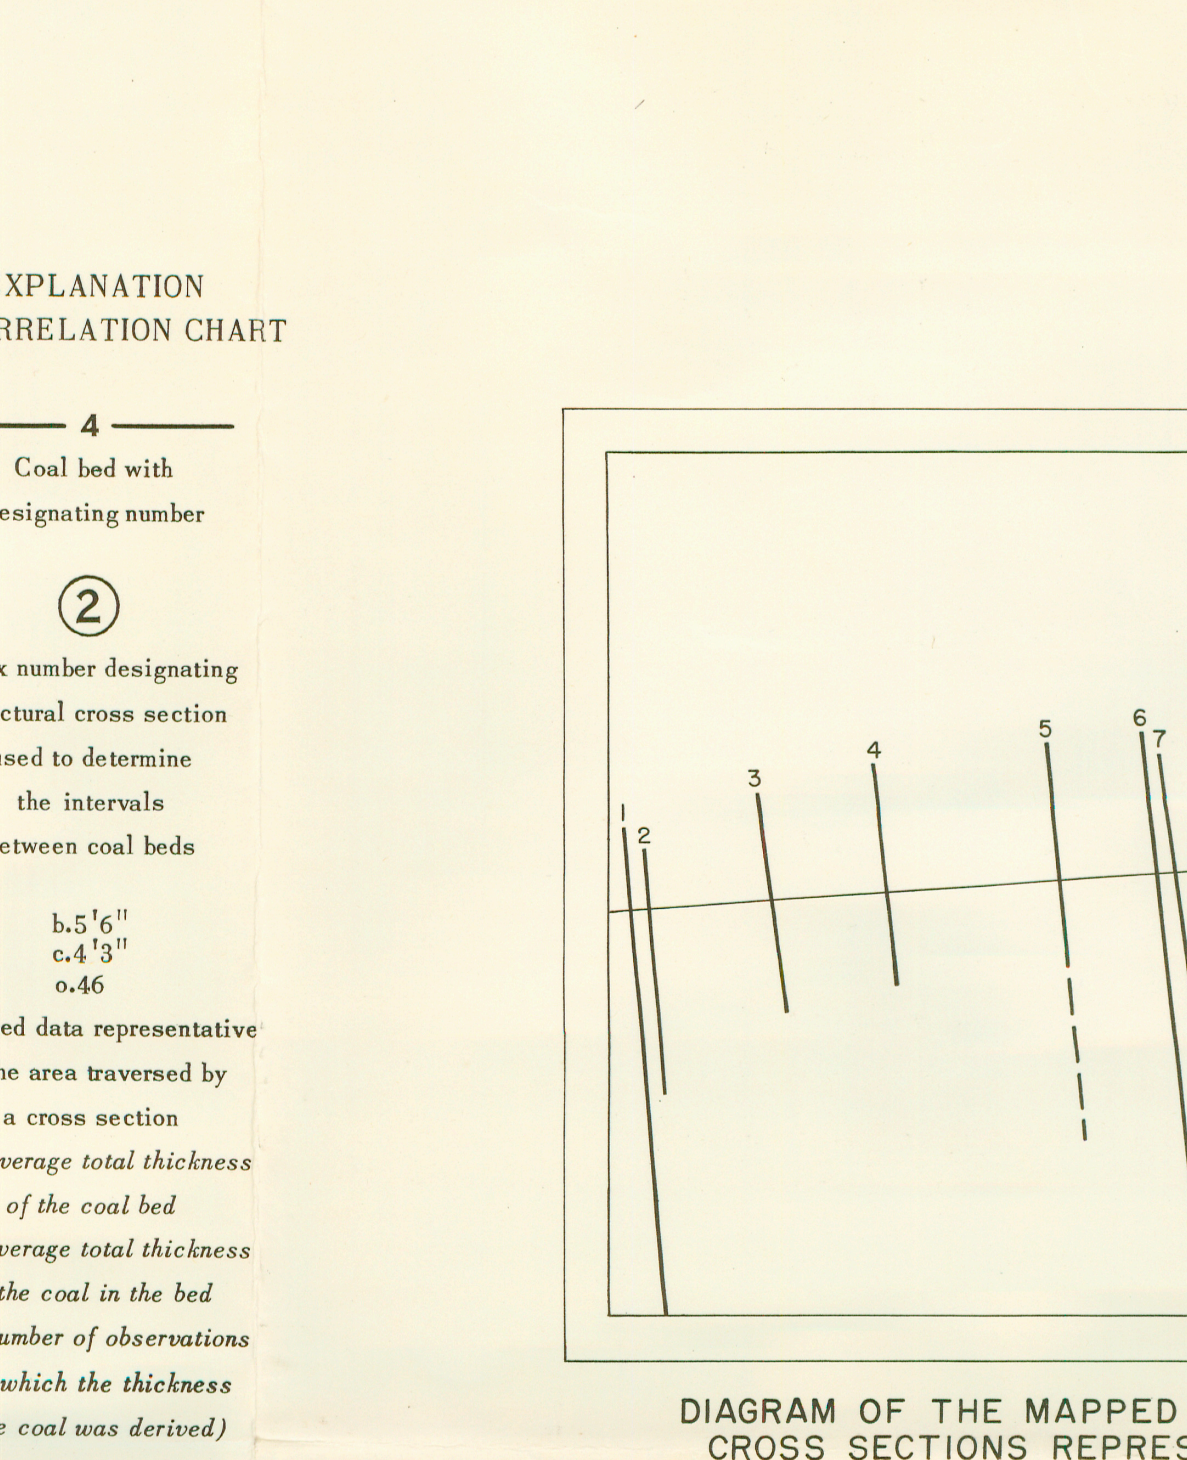 XPLANATION
RRELATION CHART
4
Coal bed with
esignating number
2
x number designating
ctural cross section
sed to determine
the intervals
etween coal beds
b.5'6"
c.4'3"
o.46
ed data representative
he area traversed by
a cross section
verage total thickness
of the coal bed
verage total thickness
the coal in the bed
umber of observations
which the thickness
e coal was derived)
1
2
3
4
5
6
7
DIAGRAM OF THE MAPPED
CROSS SECTIONS REPRES